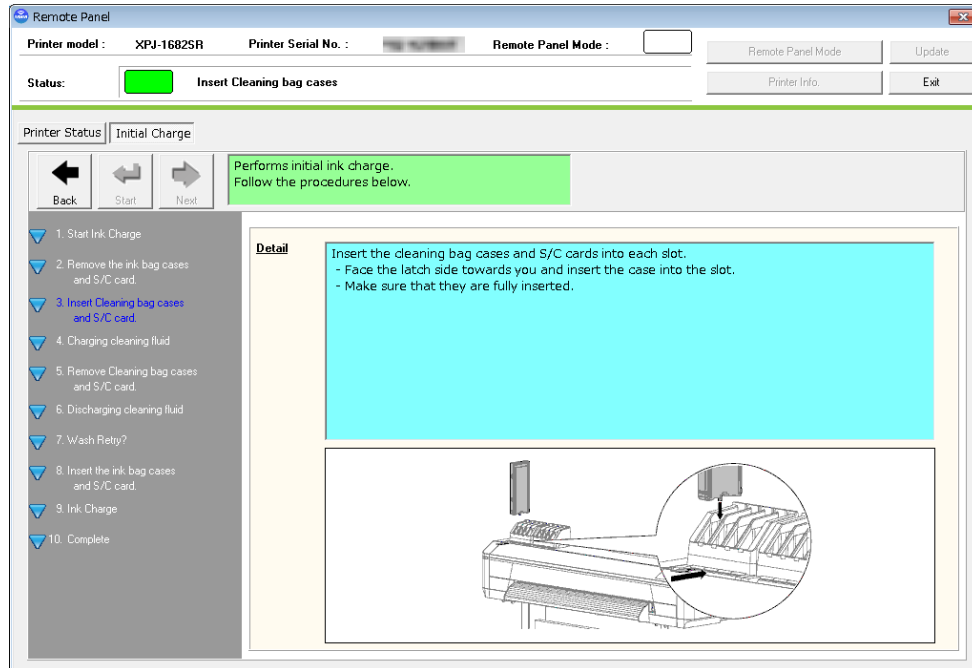 Remote Panel
Printer model : XPJ-1682SR Printer Serial No. : Remote Panel Mode :
Remote Panel Mode Update
Status: Insert Cleaning bag cases
Printer Info. Exit
Printer Status Initial Charge
Back Start Next
Performs initial ink charge.
Follow the procedures below.
1. Start Ink Charge
2. Remove the ink bag cases
and S/C card.
3. Insert Cleaning bag cases
and S/C card.
4. Charging cleaning fluid
5. Remove Cleaning bag cases
and S/C card.
6. Discharging cleaning fluid
7. Wash Retry?
8. Insert the ink bag cases
and S/C card.
9. Ink Charge
10. Complete
Detail
Insert the cleaning bag cases and S/C cards into each slot.
- Face the latch side towards you and insert the case into the slot.
- Make sure that they are fully inserted.